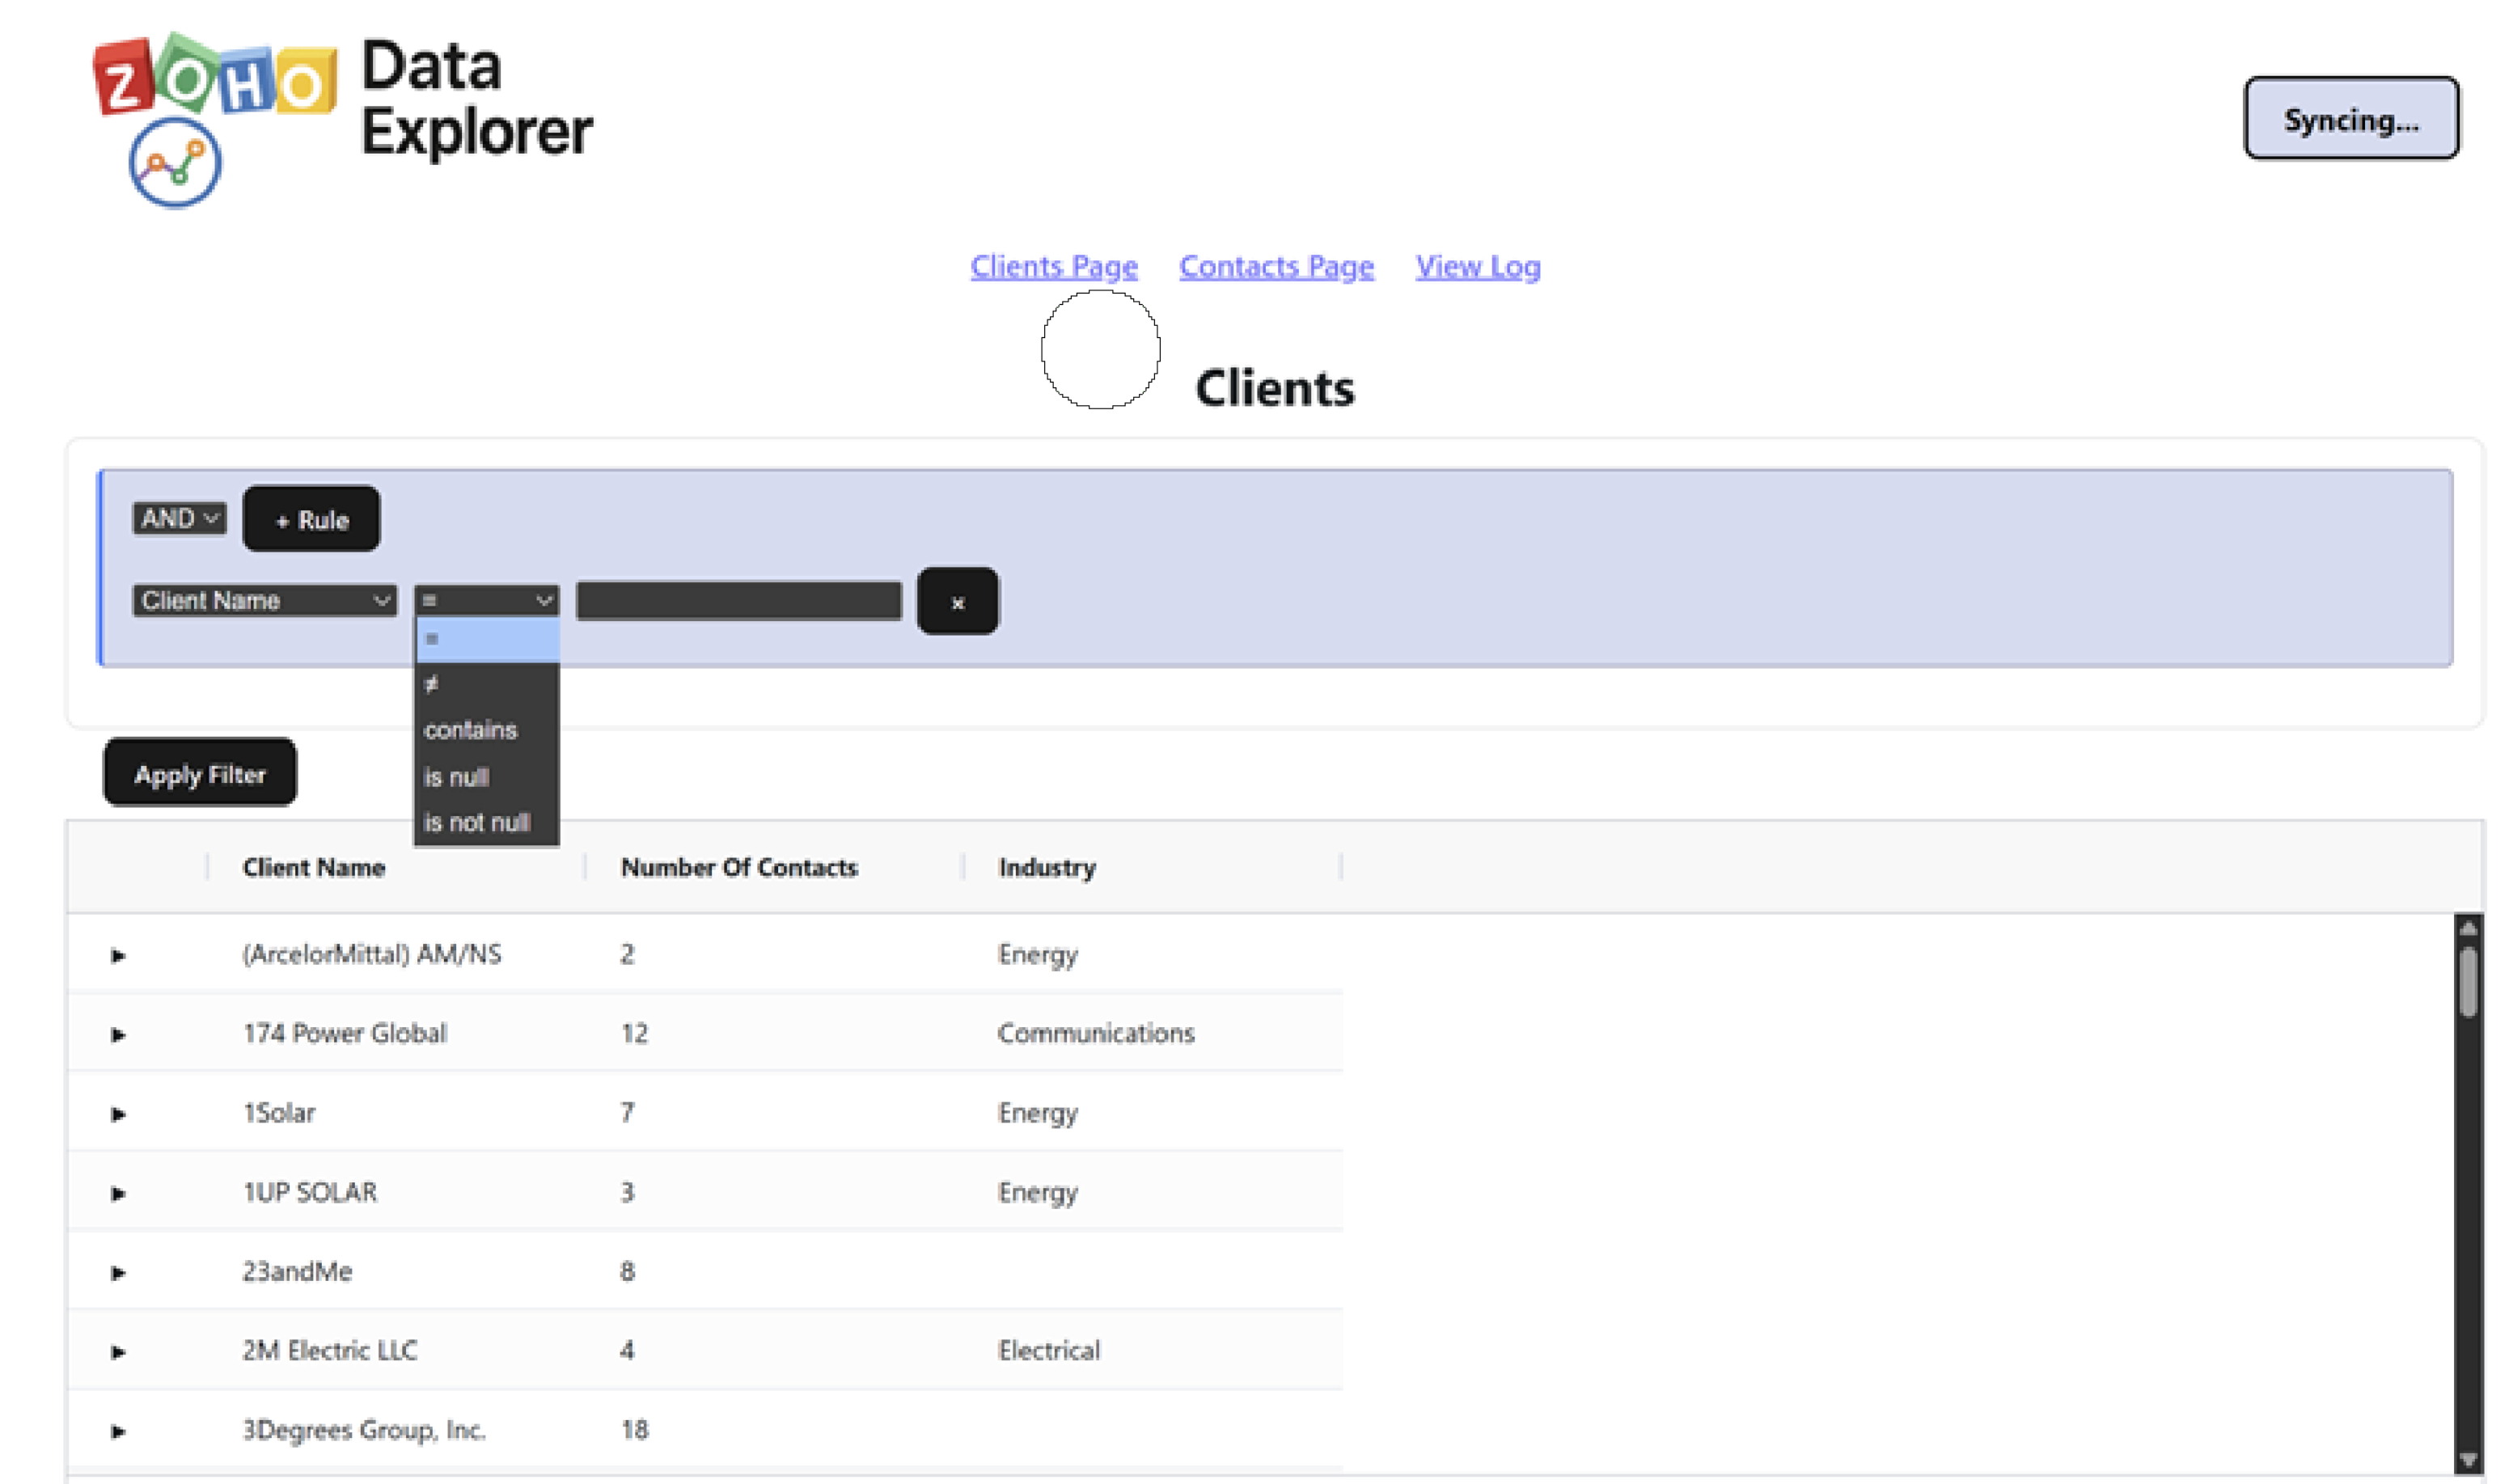 ZOHO
Data
Explorer
Syncing...
Clients Page Contacts Page View Log
Clients
AND + Rule
Client Name = ×
=
≠
contains
is null
is not null
Apply Filter
Client Name Number Of Contacts Industry
(ArcelorMittal) AM/NS 2 Energy
174 Power Global 12 Communications
1Solar 7 Energy
1UP SOLAR 3 Energy
23andMe 8
2M Electric LLC 4 Electrical
3Degrees Group, Inc. 18